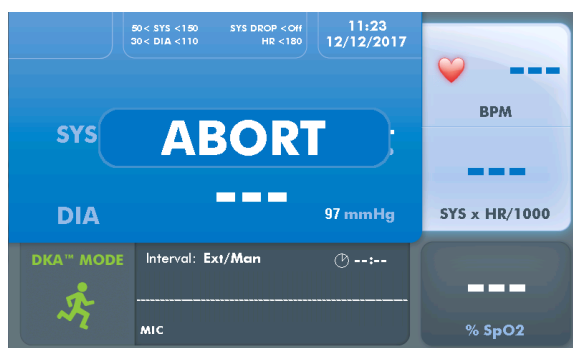 50< SYS <150 SYS DROP <Off
30< DIA <110 HR <180
11:23
12/12/2017
--- 
BPM
SYS
ABORT
---
DIA
97 mmHg
---
SYS x HR/1000
DKA™ MODE
Interval: Ext/Man
--:--
MIC
---
% SpO2